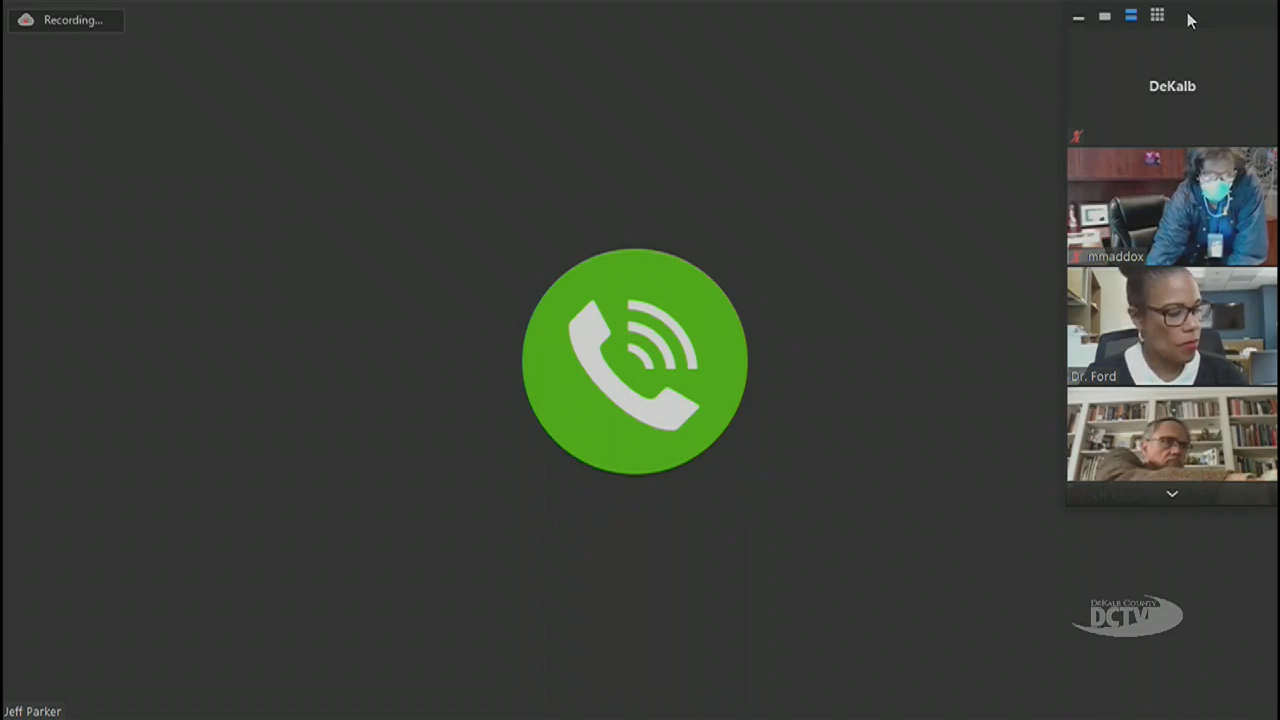 Recording...
DeKalb
mmaddox
Dr. Ford
DEKALB COUNTY
DCTV
Jeff Parker